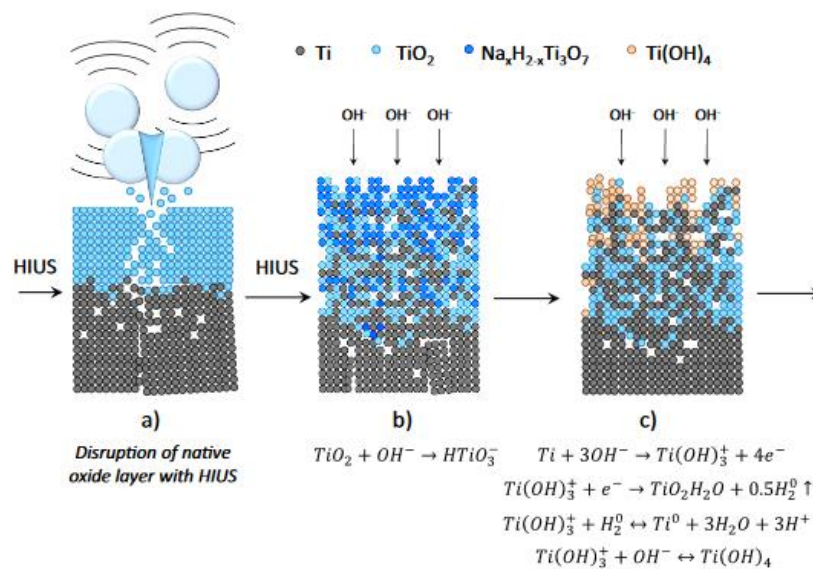 Ti TiO₂ NaₓH₂₋ₓTi₃O₇ Ti(OH)₄
OH⁻ OH⁻ OH⁻ OH⁻ OH⁻ OH⁻
HIUS HIUS
a) b) c)
Disruption of native
oxide layer with HIUS
TiO₂ + OH⁻ → HTiO₃⁻
Ti + 3OH⁻ → Ti(OH)₃⁺ + 4e⁻
Ti(OH)₃⁺ + e⁻ → TiO₂H₂O + 0.5H₂⁰ ↑
Ti(OH)₃⁺ + H₂⁰ ↔ Ti⁰ + 3H₂O + 3H⁺
Ti(OH)₃⁺ + OH⁻ ↔ Ti(OH)₄